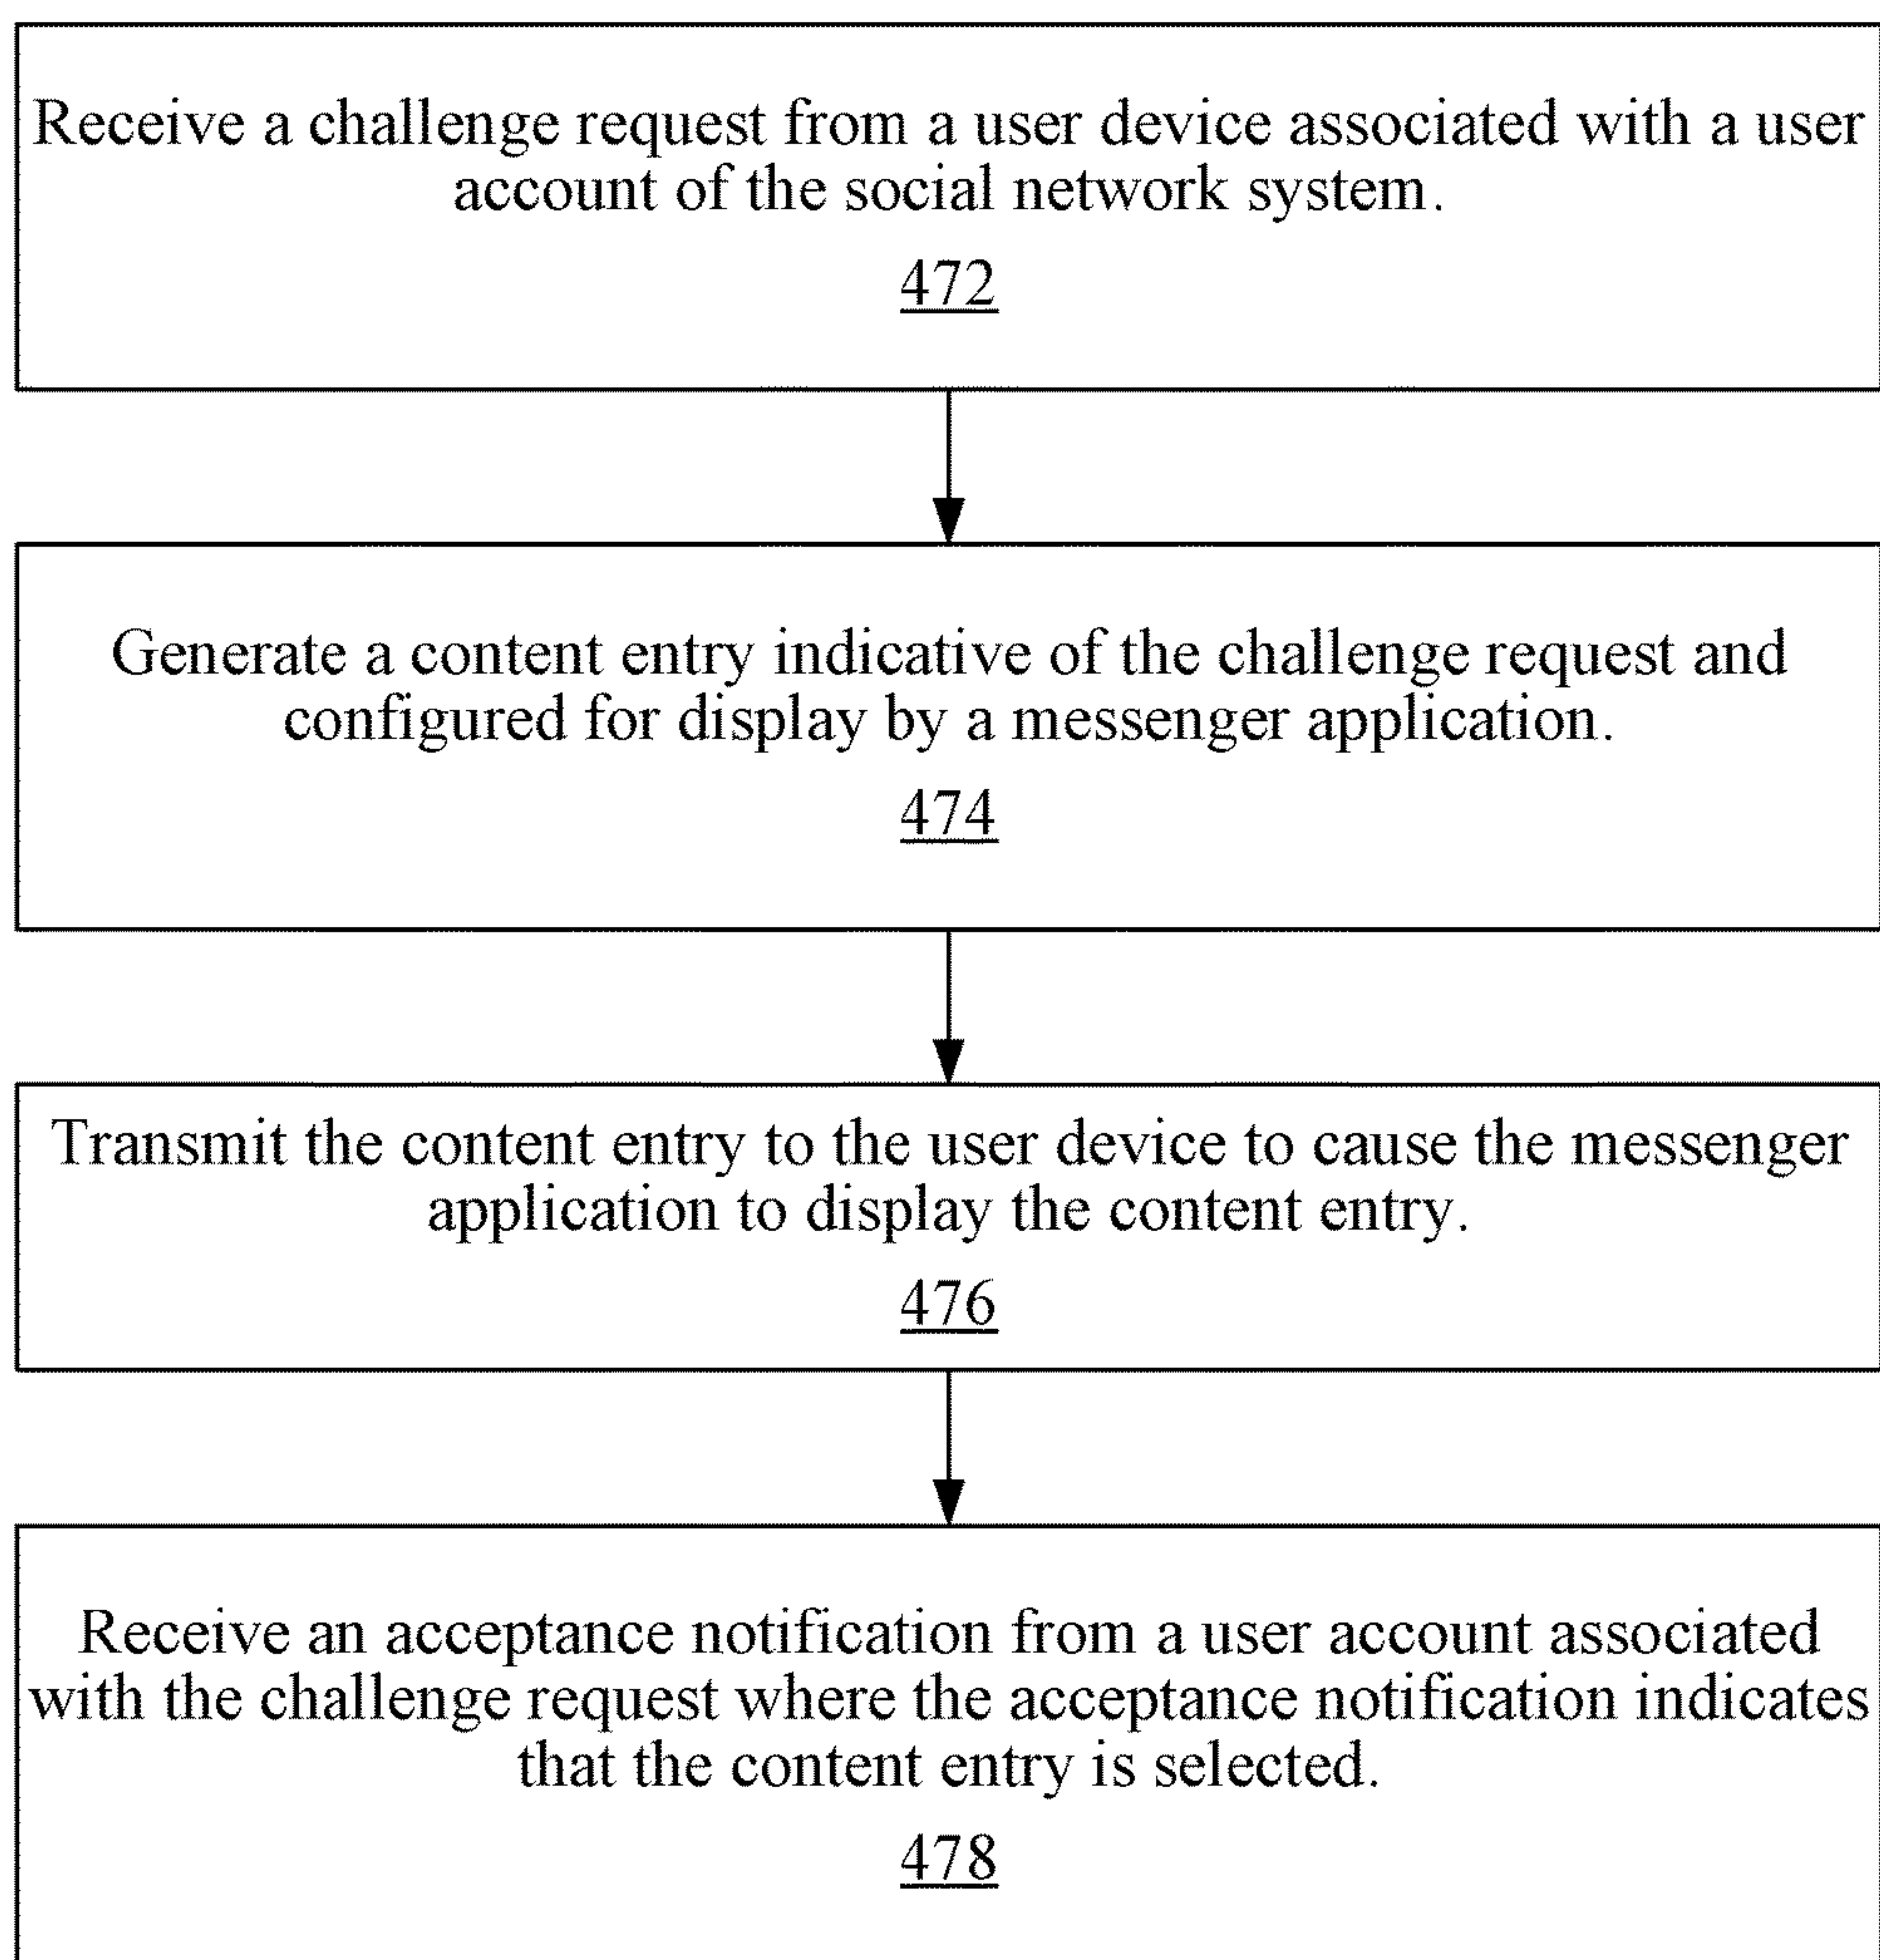 Receive a challenge request from a user device associated with a user
account of the social network system.
472
Generate a content entry indicative of the challenge request and
configured for display by a messenger application.
474
Transmit the content entry to the user device to cause the messenger
application to display the content entry.
476
Receive an acceptance notification from a user account associated
with the challenge request where the acceptance notification indicates
that the content entry is selected.
478